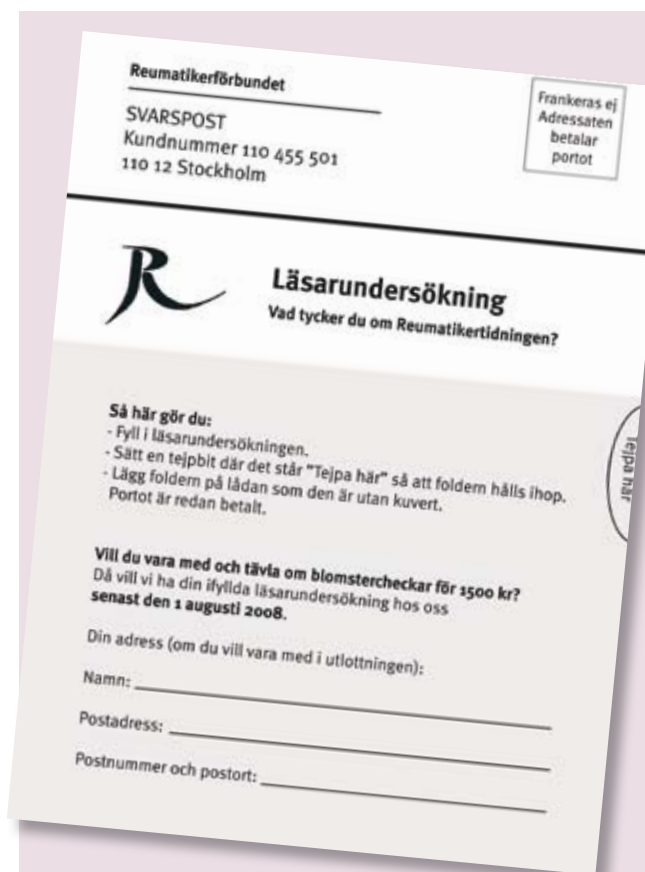 Reumatikerförbundet
SVARSPOST
Kundnummer 110 455 501
110 12 Stockholm
Frankeras ej
Adressaten
betalar
portot
R
Läsarundersökning
Vad tycker du om Reumatikertidningen?
Så här gör du:
- Fyll i läsarundersökningen.
- Sätt en tejpbit där det står "Tejpa här" så att foldern hålls ihop.
- Lägg foldern på lådan som den är utan kuvert.
Portot är redan betalt.
Tejpa här
Vill du vara med och tävla om blomstercheckar för 1500 kr?
Då vill vi ha din ifyllda läsarundersökning hos oss
senast den 1 augusti 2008.
Din adress (om du vill vara med i utlottningen):
Namn:
Postadress:
Postnummer och postort: